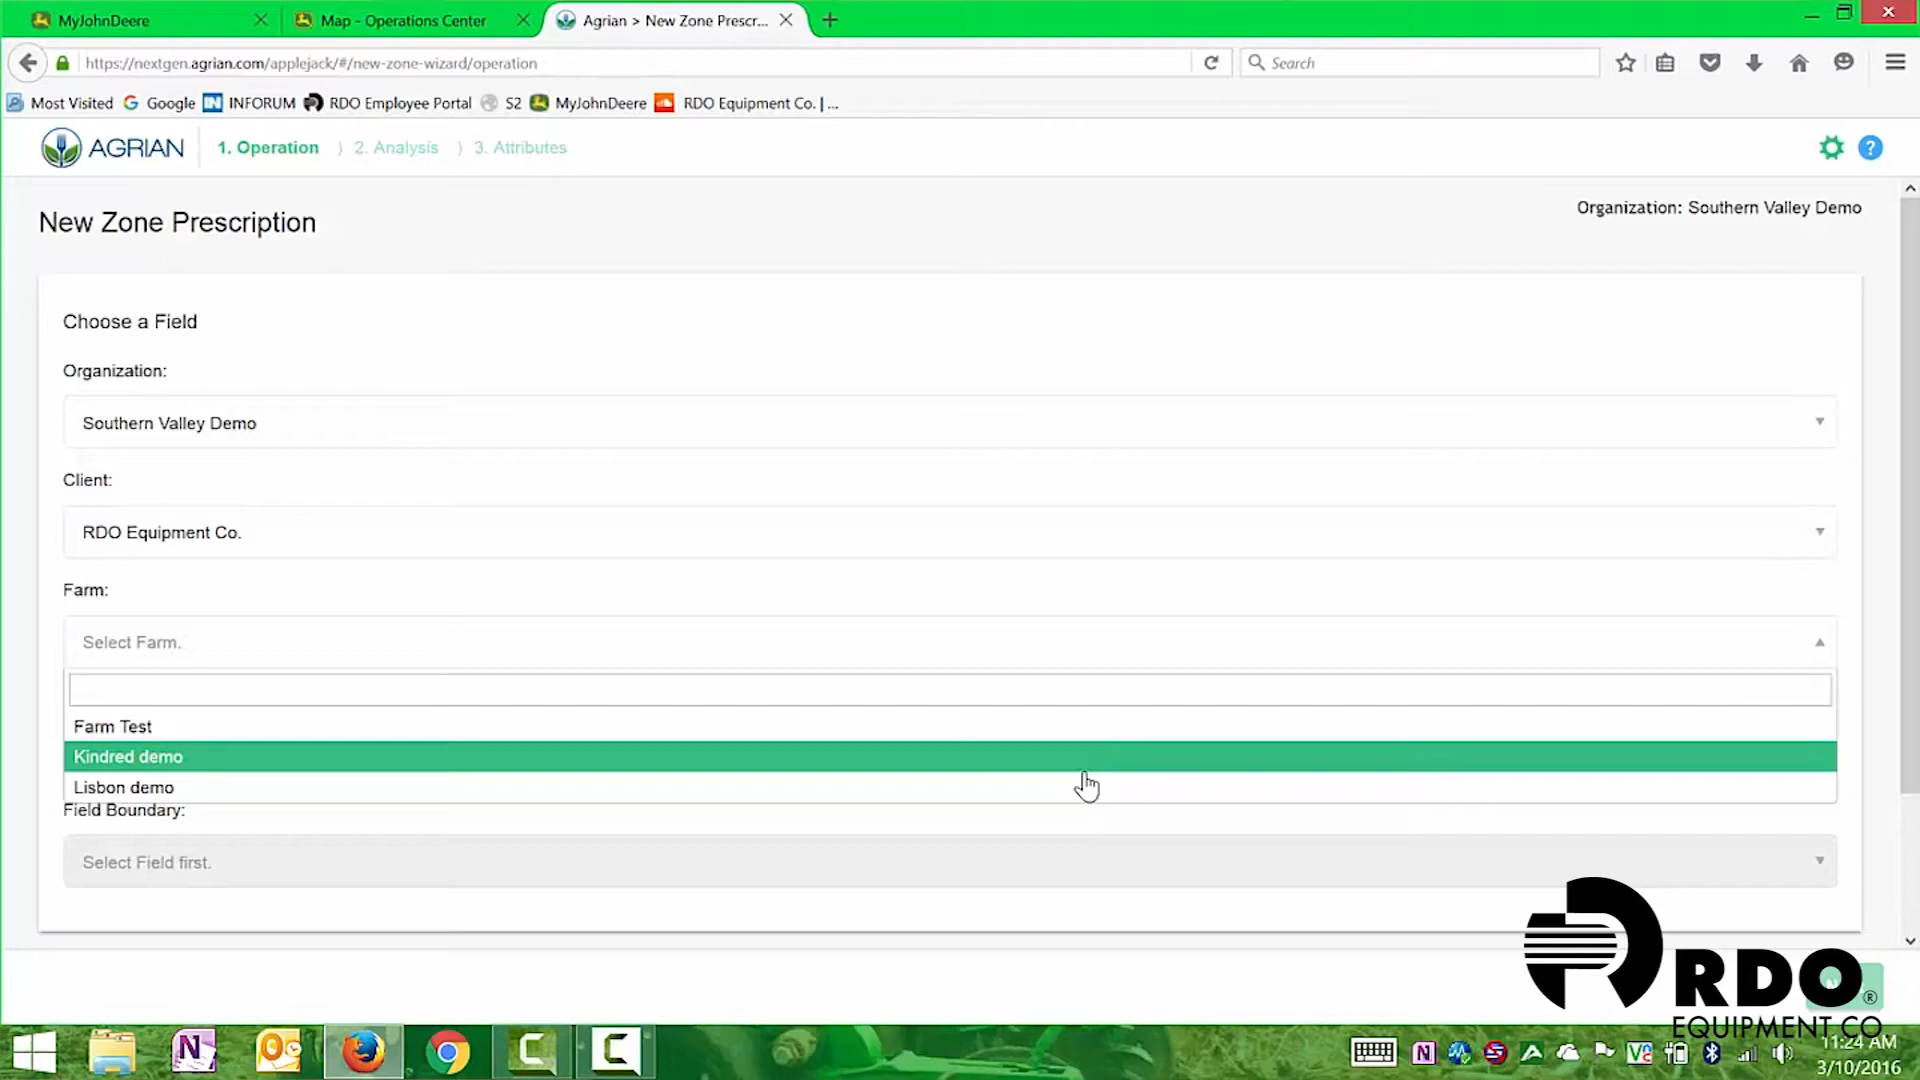 MyJohnDeere
Map - Operations Center
Agrian > New Zone Prescr...
https://nextgen.agrian.com/applejack/#/new-zone-wizard/operation
Search
Most Visited
Google
INFORUM
RDO Employee Portal
S2
MyJohnDeere
RDO Equipment Co. | ...
AGRIAN
1. Operation
2. Analysis
3. Attributes
New Zone Prescription
Organization: Southern Valley Demo
Choose a Field
Organization:
Southern Valley Demo
Client:
RDO Equipment Co.
Farm:
Select Farm.
Farm Test
Kindred demo
Lisbon demo
Field Boundary:
Select Field first.
RDO®
EQUIPMENT CO.
11:24 AM
3/10/2016